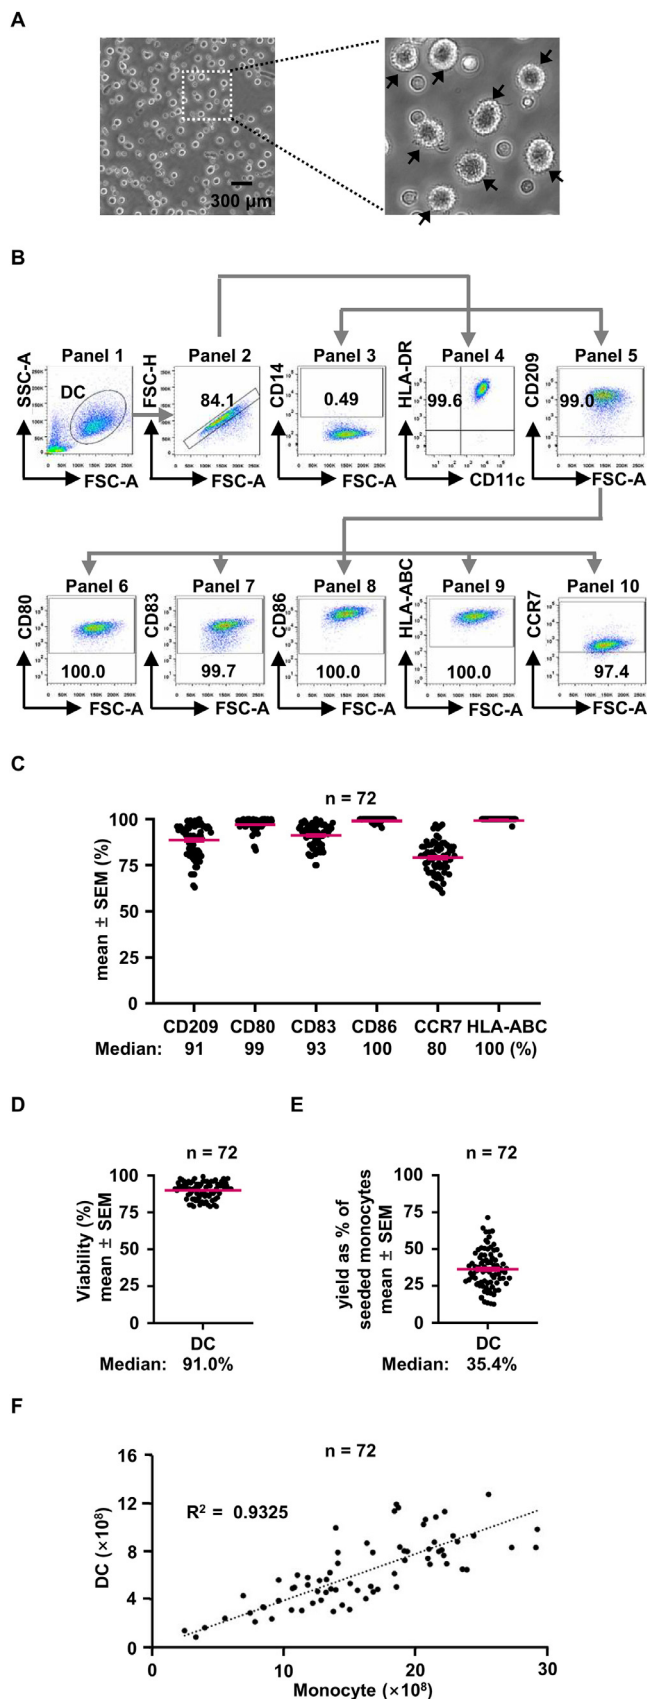 A
300 μm
B
Panel 1
Panel 2
Panel 3
Panel 4
Panel 5
SSC-A
DC
FSC-A
FSC-H
84.1
FSC-A
CD14
0.49
FSC-A
HLA-DR
99.6
CD11c
CD209
99.0
FSC-A
Panel 6
Panel 7
Panel 8
Panel 9
Panel 10
CD80
100.0
FSC-A
CD83
99.7
FSC-A
CD86
100.0
FSC-A
HLA-ABC
100.0
FSC-A
CCR7
97.4
FSC-A
C
n = 72
mean ± SEM (%)
100
75
50
25
0
CD209 CD80 CD83 CD86 CCR7 HLA-ABC
Median: 91 99 93 100 80 100 (%)
D
n = 72
Viability (%)
mean ± SEM
100
75
50
25
0
DC
Median: 91.0%
E
n = 72
yield as % of
seeded monocytes
mean ± SEM
100
75
50
25
0
DC
Median: 35.4%
F
n = 72
R² = 0.9325
DC (×10⁸)
16
12
8
4
0
0 10 20 30
Monocyte (×10⁸)